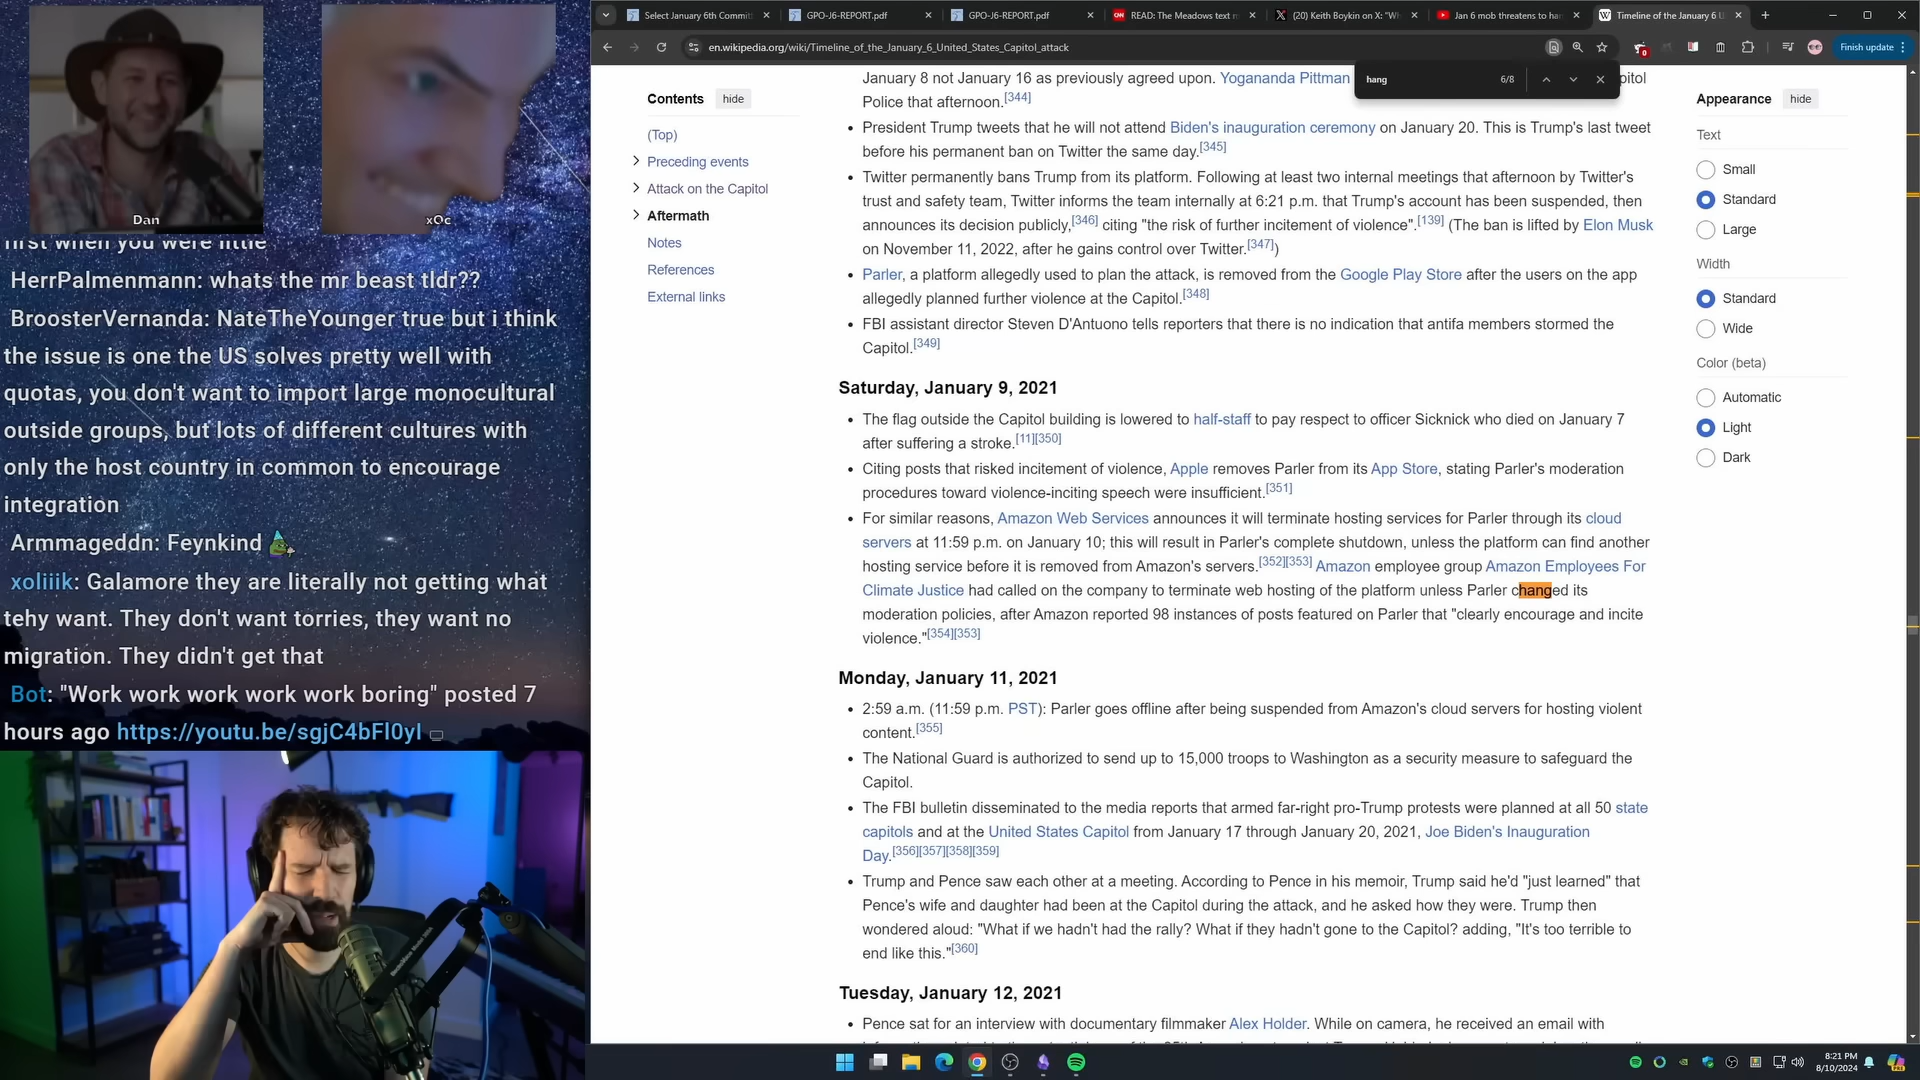 Dan
xQc
first when you were little
HerrPalmenmann: whats the mr beast tldr??
BroosterVernanda: NateTheYounger true but i think
the issue is one the US solves pretty well with
quotas, you don't want to import large monocultural
outside groups, but lots of different cultures with
only the host country in common to encourage
integration
Armmageddn: Feynkind
xoliiik: Galamore they are literally not getting what
tehy want. They don't want torries, they want no
migration. They didn't get that
Bot: "Work work work work work boring" posted 7
hours ago https://youtu.be/sgjC4bFl0yI
Select January 6th Committ
GPO-J6-REPORT.pdf
GPO-J6-REPORT.pdf
READ: The Meadows text m
(20) Keith Boykin on X: "Wh
Jan 6 mob threatens to han
Timeline of the January 6 U
en.wikipedia.org/wiki/Timeline_of_the_January_6_United_States_Capitol_attack
Finish update
hang
6/8
Contents
hide
(Top)
Preceding events
Attack on the Capitol
Aftermath
Notes
References
External links
January 8 not January 16 as previously agreed upon. Yogananda Pittman
Police that afternoon.[344]
President Trump tweets that he will not attend Biden's inauguration ceremony on January 20. This is Trump's last tweet
before his permanent ban on Twitter the same day.[345]
Twitter permanently bans Trump from its platform. Following at least two internal meetings that afternoon by Twitter's
trust and safety team, Twitter informs the team internally at 6:21 p.m. that Trump's account has been suspended, then
announces its decision publicly,[346] citing "the risk of further incitement of violence".[139] (The ban is lifted by Elon Musk
on November 11, 2022, after he gains control over Twitter.[347])
Parler, a platform allegedly used to plan the attack, is removed from the Google Play Store after the users on the app
allegedly planned further violence at the Capitol.[348]
FBI assistant director Steven D'Antuono tells reporters that there is no indication that antifa members stormed the
Capitol.[349]
Saturday, January 9, 2021
The flag outside the Capitol building is lowered to half-staff to pay respect to officer Sicknick who died on January 7
after suffering a stroke.[11][350]
Citing posts that risked incitement of violence, Apple removes Parler from its App Store, stating Parler's moderation
procedures toward violence-inciting speech were insufficient.[351]
For similar reasons, Amazon Web Services announces it will terminate hosting services for Parler through its cloud
servers at 11:59 p.m. on January 10; this will result in Parler's complete shutdown, unless the platform can find another
hosting service before it is removed from Amazon's servers.[352][353] Amazon employee group Amazon Employees For
Climate Justice had called on the company to terminate web hosting of the platform unless Parler changed its
moderation policies, after Amazon reported 98 instances of posts featured on Parler that "clearly encourage and incite
violence."[354][353]
Monday, January 11, 2021
2:59 a.m. (11:59 p.m. PST): Parler goes offline after being suspended from Amazon's cloud servers for hosting violent
content.[355]
The National Guard is authorized to send up to 15,000 troops to Washington as a security measure to safeguard the
Capitol.
The FBI bulletin disseminated to the media reports that armed far-right pro-Trump protests were planned at all 50 state
capitols and at the United States Capitol from January 17 through January 20, 2021, Joe Biden's Inauguration
Day.[356][357][358][359]
Trump and Pence saw each other at a meeting. According to Pence in his memoir, Trump said he'd "just learned" that
Pence's wife and daughter had been at the Capitol during the attack, and he asked how they were. Trump then
wondered aloud: "What if we hadn't had the rally? What if they hadn't gone to the Capitol? adding, "It's too terrible to
end like this."[360]
Tuesday, January 12, 2021
Pence sat for an interview with documentary filmmaker Alex Holder. While on camera, he received an email with
Appearance
hide
Text
Small
Standard
Large
Width
Standard
Wide
Color (beta)
Automatic
Light
Dark
8:21 PM
8/10/2024